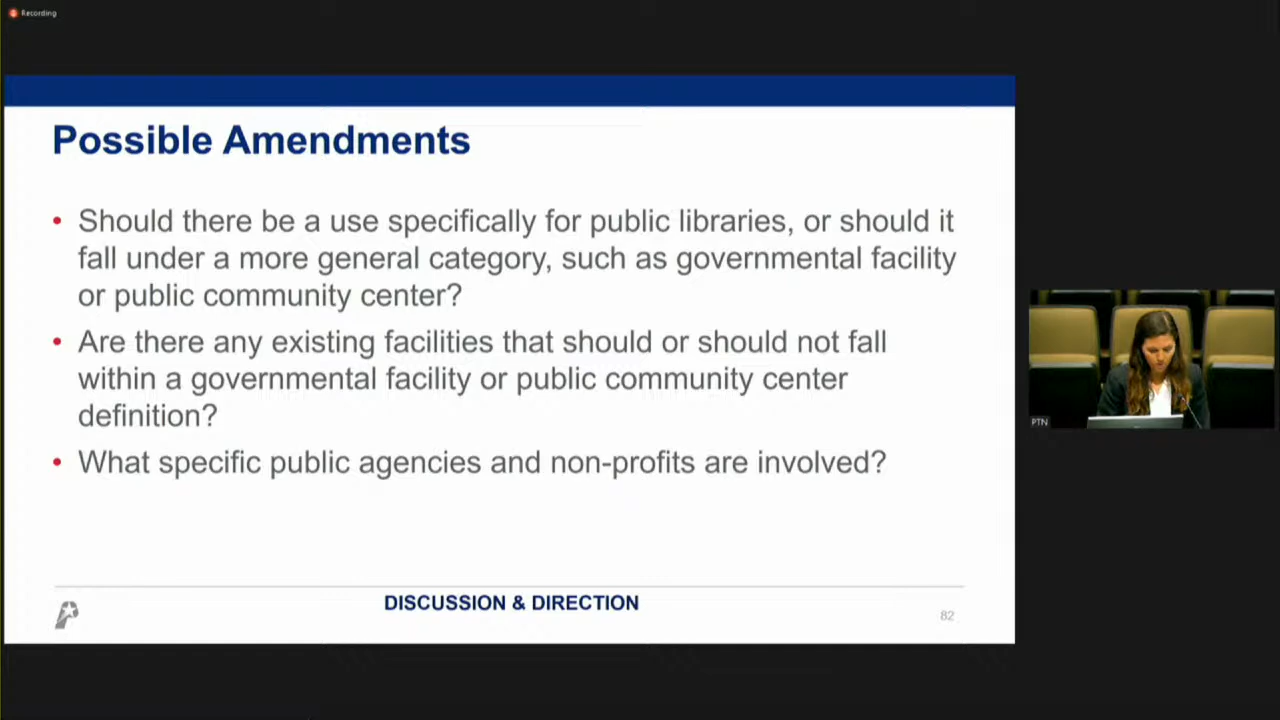 Recording
Possible Amendments
• Should there be a use specifically for public libraries, or should it
fall under a more general category, such as governmental facility
or public community center?
• Are there any existing facilities that should or should not fall
within a governmental facility or public community center
definition?
• What specific public agencies and non-profits are involved?
DISCUSSION & DIRECTION
82
PTN